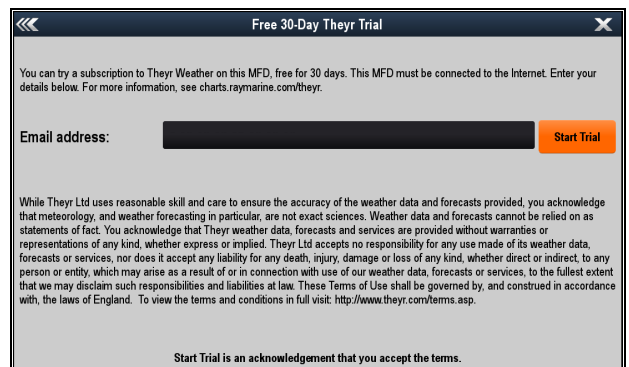 Free 30-Day Theyr Trial
You can try a subscription to Theyr Weather on this MFD, free for 30 days. This MFD must be connected to the Internet. Enter your
details below. For more information, see charts.raymarine.com/theyr.
Email address:
Start Trial
While Theyr Ltd uses reasonable skill and care to ensure the accuracy of the weather data and forecasts provided, you acknowledge
that meteorology, and weather forecasting in particular, are not exact sciences. Weather data and forecasts cannot be relied on as
statements of fact. You acknowledge that Theyr weather data, forecasts and services are provided without warranties or
representations of any kind, whether express or implied. Theyr Ltd accepts no responsibility for any use made of its weather data,
forecasts or services, nor does it accept any liability for any death, injury, damage or loss of any kind, whether direct or indirect, to any
person or entity, which may arise as a result of or in connection with use of our weather data, forecasts or services, to the fullest extent
that we may disclaim such responsibilities and liabilities at law. These Terms of Use shall be governed by, and construed in accordance
with, the laws of England. To view the terms and conditions in full visit: http://www.theyr.com/terms.asp.
Start Trial is an acknowledgement that you accept the terms.